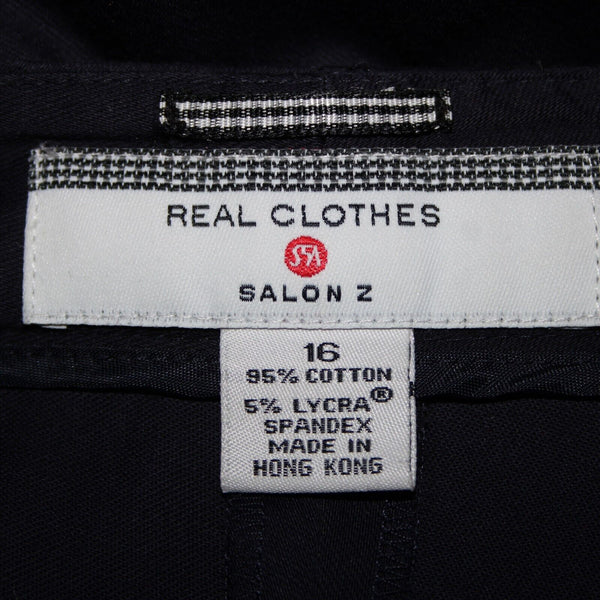 REAL CLOTHES
SFA
SALON Z
16
95% COTTON
5% LYCRA®
SPANDEX
MADE IN
HONG KONG